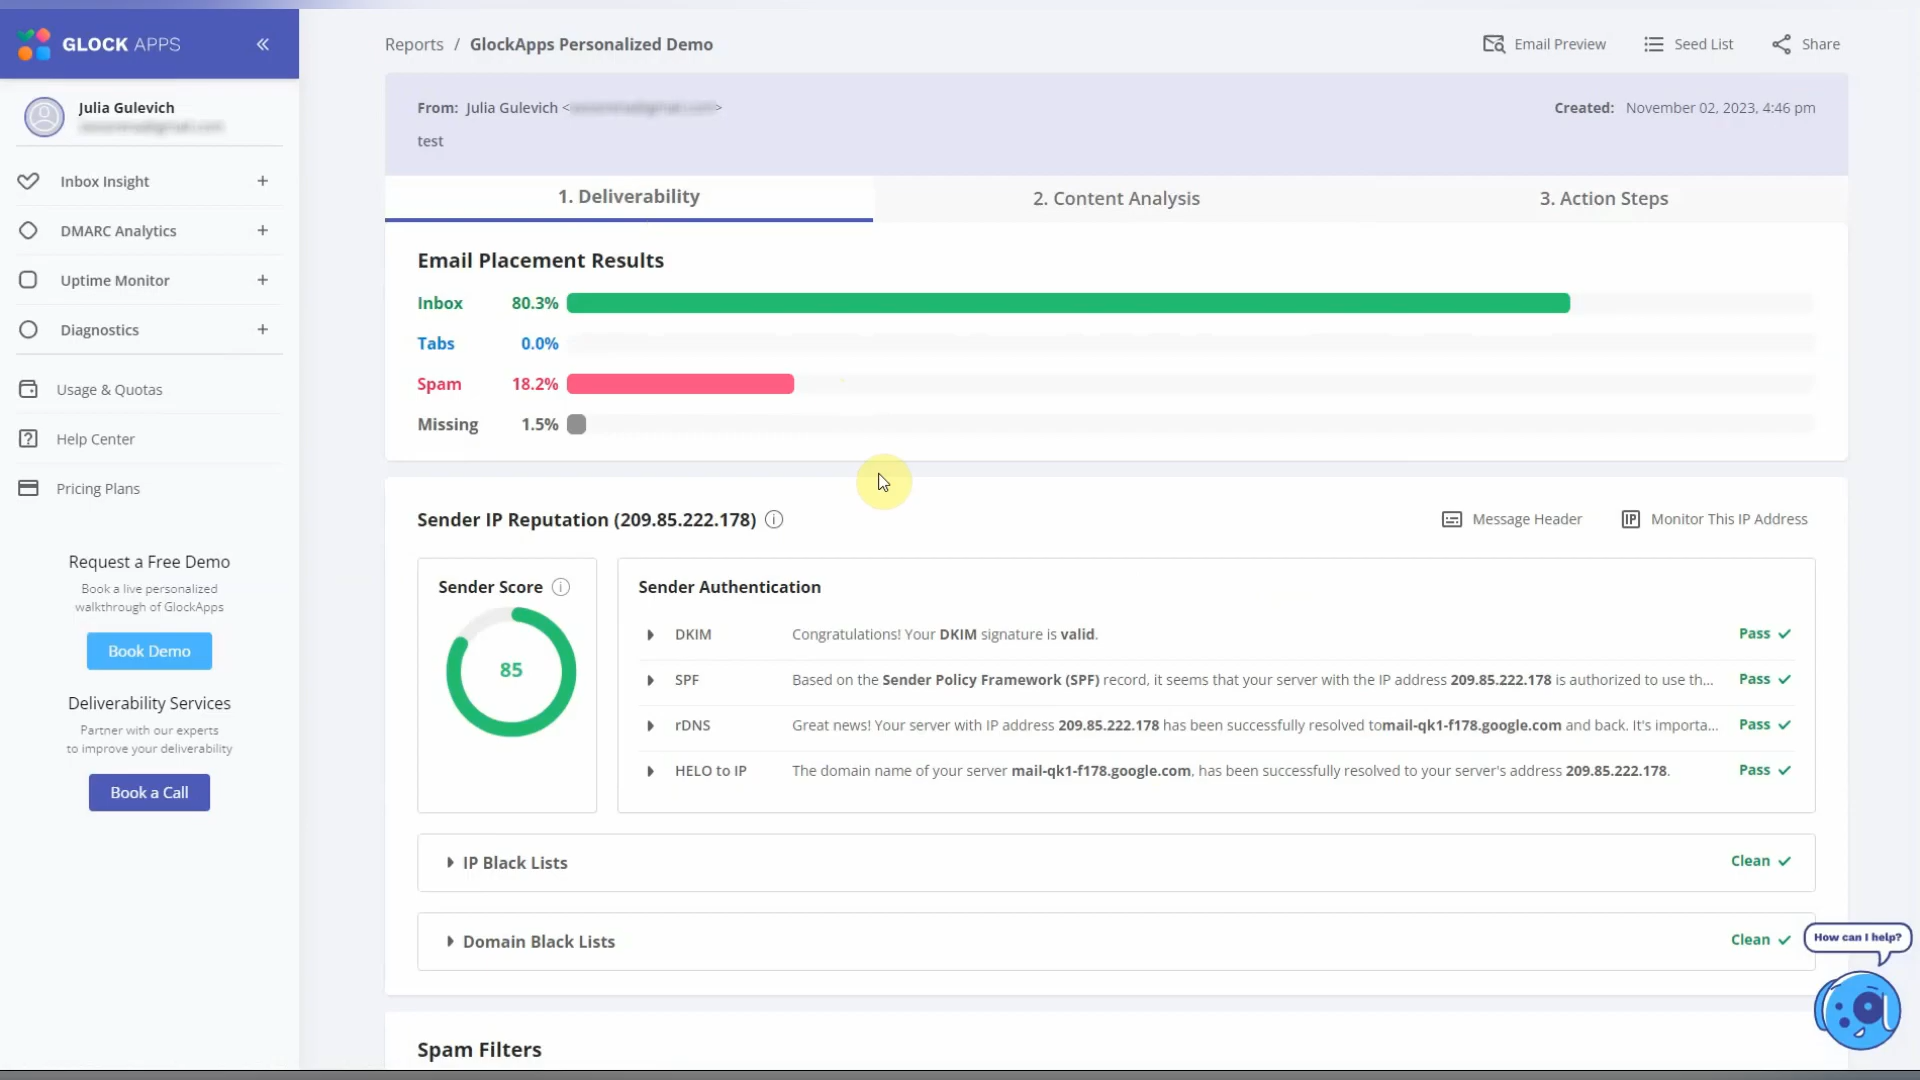 GLOCK APPS
Julia Gulevich
Inbox Insight +
DMARC Analytics +
Uptime Monitor +
Diagnostics +
Usage & Quotas
Help Center
Pricing Plans
Request a Free Demo
Book a live personalized
walkthrough of GlockApps
Book Demo
Deliverability Services
Partner with our experts
to improve your deliverability
Book a Call
Reports / GlockApps Personalized Demo
Email Preview
Seed List
Share
From: Julia Gulevich <
>
Created: November 02, 2023, 4:46 pm
test
1. Deliverability
2. Content Analysis
3. Action Steps
Email Placement Results
Inbox 80.3%
Tabs 0.0%
Spam 18.2%
Missing 1.5%
Sender IP Reputation (209.85.222.178)
Message Header
IP Monitor This IP Address
Sender Score
85
Sender Authentication
DKIM Congratulations! Your DKIM signature is valid. Pass
SPF Based on the Sender Policy Framework (SPF) record, it seems that your server with the IP address 209.85.222.178 is authorized to use th... Pass
rDNS Great news! Your server with IP address 209.85.222.178 has been successfully resolved tomail-qk1-f178.google.com and back. It's importa... Pass
HELO to IP The domain name of your server mail-qk1-f178.google.com, has been successfully resolved to your server's address 209.85.222.178. Pass
IP Black Lists Clean
Domain Black Lists Clean
How can I help?
Spam Filters